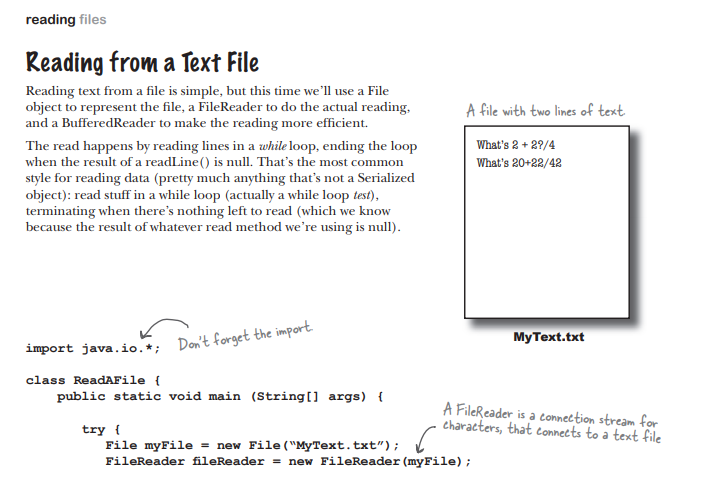 reading files
Reading from a Text File
Reading text from a file is simple, but this time we'll use a File
object to represent the file, a FileReader to do the actual reading,
and a BufferedReader to make the reading more efficient.
The read happens by reading lines in a while loop, ending the loop
when the result of a readLine() is null. That's the most common
style for reading data (pretty much anything that's not a Serialized
object): read stuff in a while loop (actually a while loop test),
terminating when there's nothing left to read (which we know
because the result of whatever read method we're using is null).
A file with two lines of text
What's 2 + 2?/4
What's 20+22/42
MyText.txt
import java.io.*;
Don't forget the import
class ReadAFile {
public static void main (String[] args) {
try {
File myFile = new File(“MyText.txt”);
FileReader fileReader = new FileReader(myFile);
A FileReader is a connection stream for
characters, that connects to a text file